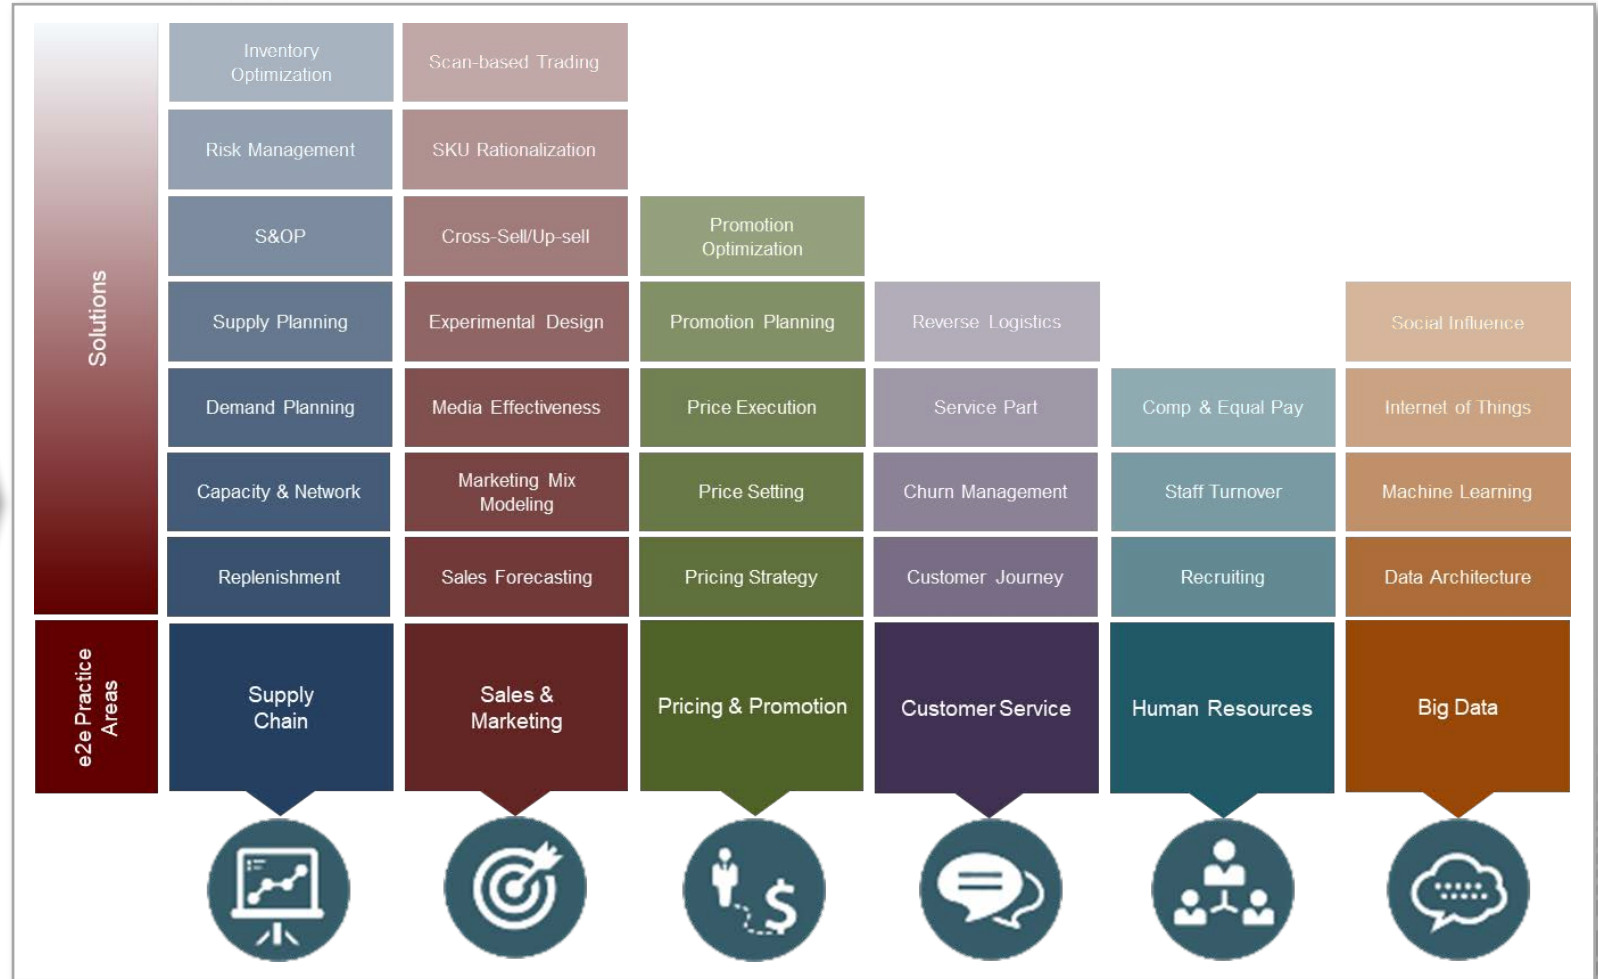 Solutions
Inventory
Optimization
Scan-based Trading
Risk Management
SKU Rationalization
S&OP
Cross-Sell/Up-sell
Promotion
Optimization
Supply Planning
Experimental Design
Promotion Planning
Reverse Logistics
Social Influence
Demand Planning
Media Effectiveness
Price Execution
Service Part
Comp & Equal Pay
Internet of Things
Capacity & Network
Marketing Mix
Modeling
Price Setting
Churn Management
Staff Turnover
Machine Learning
Replenishment
Sales Forecasting
Pricing Strategy
Customer Journey
Recruiting
Data Architecture
e2e Practice
Areas
Supply
Chain
Sales &
Marketing
Pricing & Promotion
Customer Service
Human Resources
Big Data
$